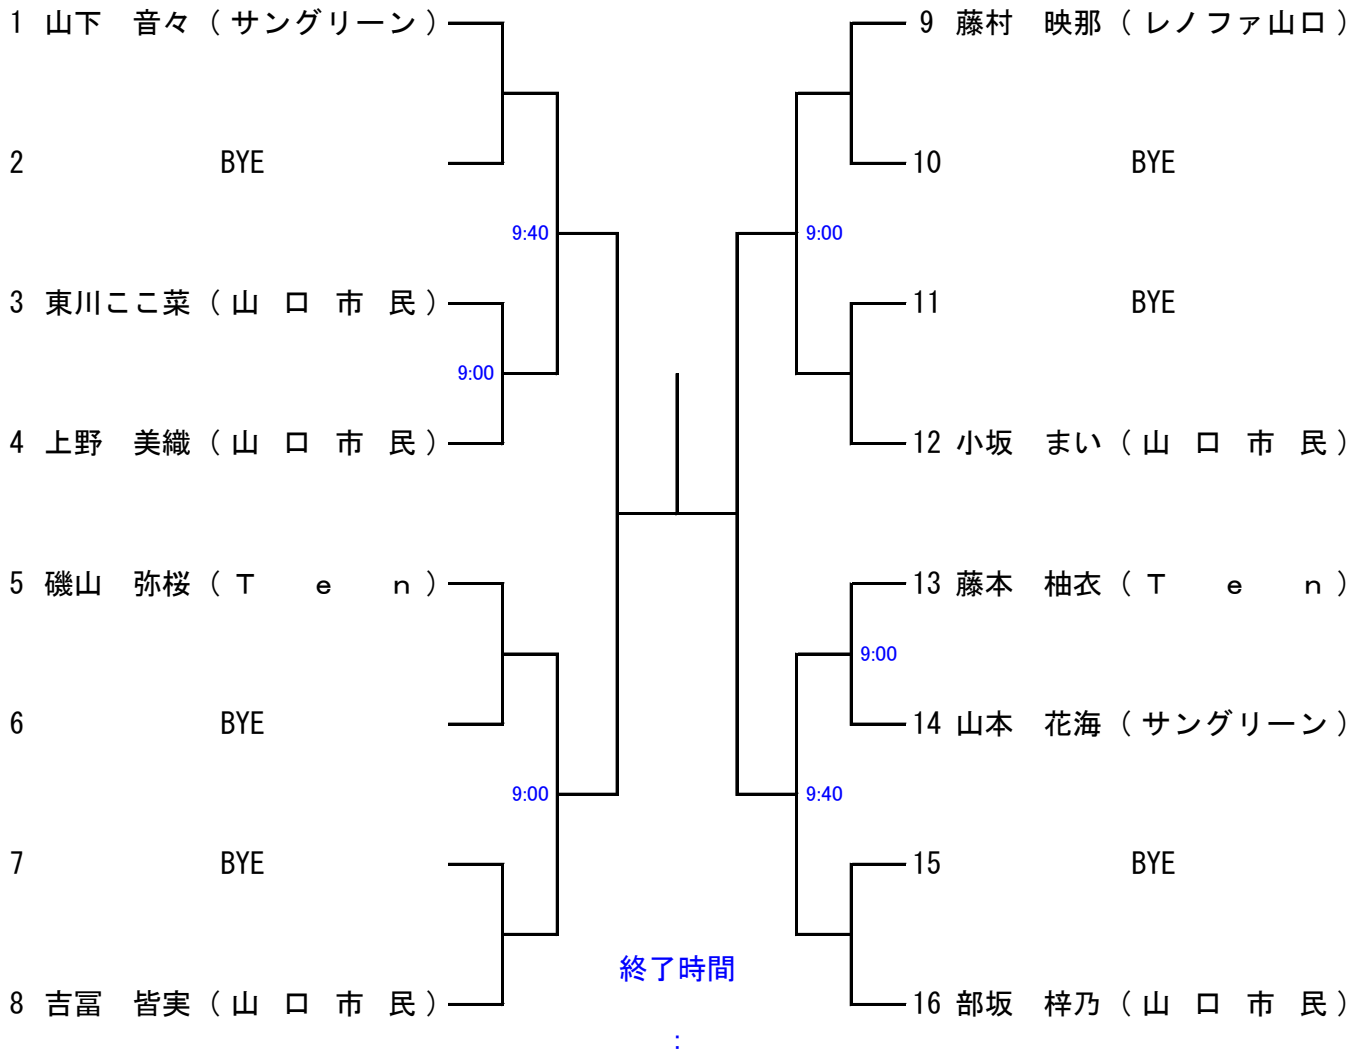 1 山下　音々（サングリーン）
2 BYE
9:40
3 東川ここ菜（山　口　市　民）
9:00
4 上野　美織（山　口　市　民）
5 磯山　弥桜（Ｔ　ｅ　ｎ）
6 BYE
9:00
7 BYE
8 吉冨　皆実（山　口　市　民）
9 藤村　映那（レノファ山口）
10 BYE
9:00
11 BYE
12 小坂　まい（山　口　市　民）
13 藤本　柚衣（Ｔ　ｅ　ｎ）
9:00
14 山本　花海（サングリーン）
9:40
15 BYE
16 部坂　梓乃（山　口　市　民）
終了時間
: